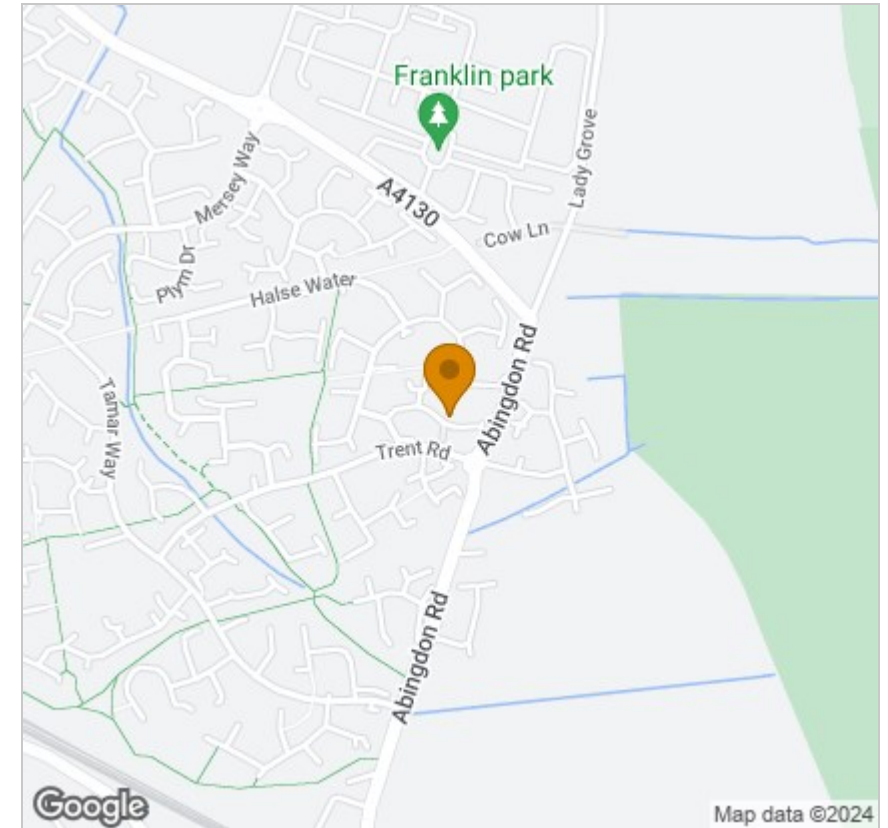 Franklin park
Lady Grove
Mersey Way
A4130
Cow Ln
Plym Dr
Halse Water
Abingdon Rd
Tamar Way
Trent Rd
Abingdon Rd
Google
Map data ©2024